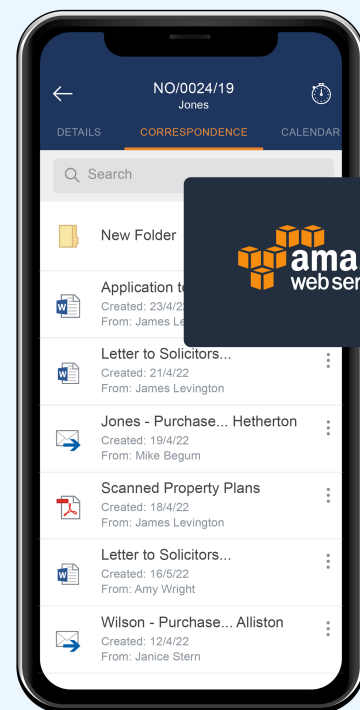 NO/0024/19
Jones
DETAILS CORRESPONDENCE CALENDAR
Search
New Folder
ama
web ser
Application to
Created: 23/4/2
From: James Le
Letter to Solicitors...
Created: 21/4/22
From: James Levington
Jones - Purchase... Hetherton
Created: 19/4/22
From: Mike Begum
Scanned Property Plans
Created: 18/4/22
From: James Levington
Letter to Solicitors...
Created: 16/5/22
From: Amy Wright
Wilson - Purchase... Alliston
Created: 12/4/22
From: Janice Stern